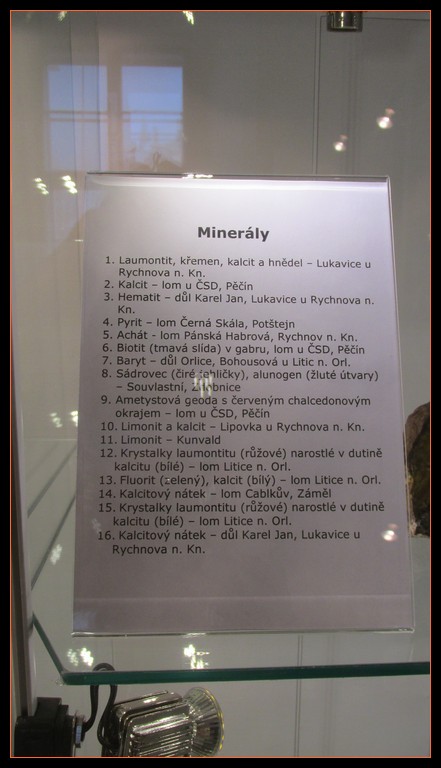 Minerály
1. Laumontit, křemen, kalcit a hnědel – Lukavice u
Rychnova n. Kn.
2. Kalcit – lom u ČSD, Pěčín
3. Hematit – důl Karel Jan, Lukavice u Rychnova n.
Kn.
4. Pyrit – lom Černá Skála, Potštejn
5. Achát - lom Pánská Habrová, Rychnov n. Kn.
6. Biotit (tmavá slída) v gabru, lom u ČSD, Pěčín
7. Baryt – důl Orlice, Bohousová u Litic n. Orl.
8. Sádrovec (čiré jehličky), alunogen (žluté útvary)
– Souvlastní,
9. Ametystová geoda s červeným chalcedonovým
okrajem – lom u ČSD, Pěčín
10. Limonit a kalcit – Lipovka u Rychnova n. Kn.
11. Limonit – Kunvald
12. Krystalky laumontitu (růžové) narostlé v dutině
kalcitu (bílé) – lom Litice n. Orl.
13. Fluorit (zelený), kalcit (bílý) – lom Litice n. Orl.
14. Kalcitový nátek – lom Cablkův, Záměl
15. Krystalky laumontitu (růžové) narostlé v dutině
kalcitu (bílé) – lom Litice n. Orl.
16. Kalcitový nátek – důl Karel Jan, Lukavice u
Rychnova n. Kn.